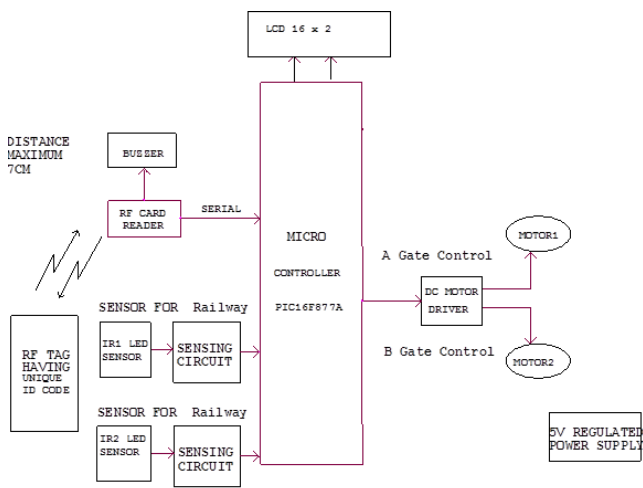 LCD 16 x 2
DISTANCE
MAXIMUM
7CM
BUZZER
RF CARD
READER
SERIAL
MICRO
CONTROLLER
PIC16F877A
A Gate Control
MOTOR1
DC MOTOR
DRIVER
B Gate Control
MOTOR2
SENSOR FOR Railway
IR1 LED
SENSOR
SENSING
CIRCUIT
RF TAG
HAVING
UNIQUE
ID CODE
SENSOR FOR Railway
IR2 LED
SENSOR
SENSING
CIRCUIT
5V REGULATED
POWER SUPPLY